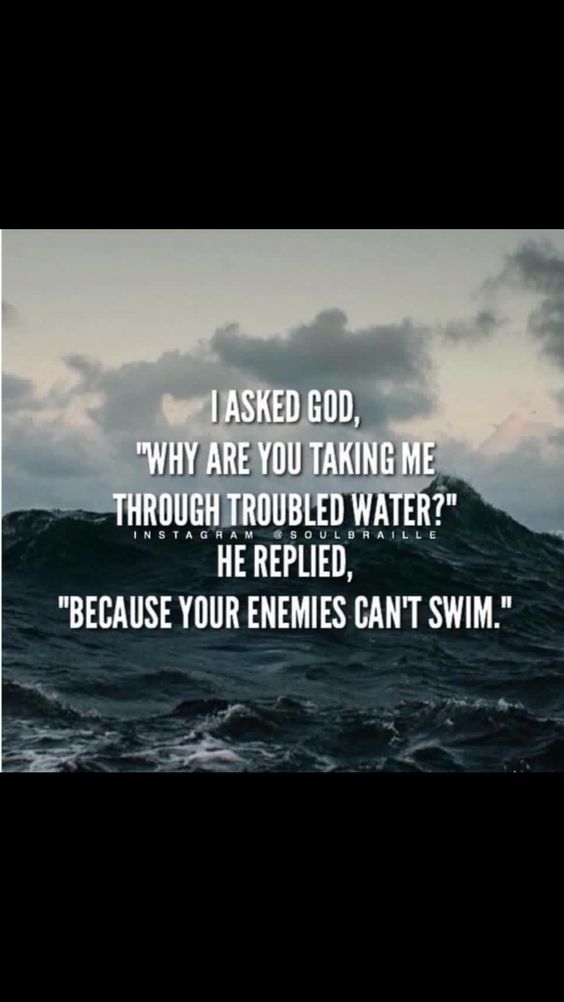 I ASKED GOD,
"WHY ARE YOU TAKING ME
THROUGH TROUBLED WATER?"
INSTAGRAM @SOULBRAILLE
HE REPLIED,
"BECAUSE YOUR ENEMIES CAN'T SWIM."